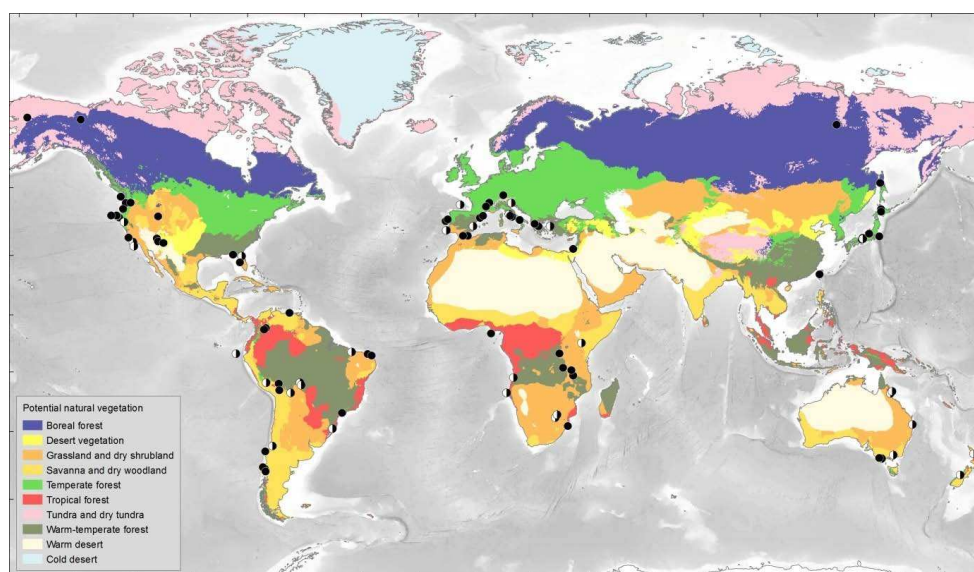 Potential natural vegetation
Boreal forest
Desert vegetation
Grassland and dry shrubland
Savanna and dry woodland
Temperate forest
Tropical forest
Tundra and dry tundra
Warm-temperate forest
Warm desert
Cold desert